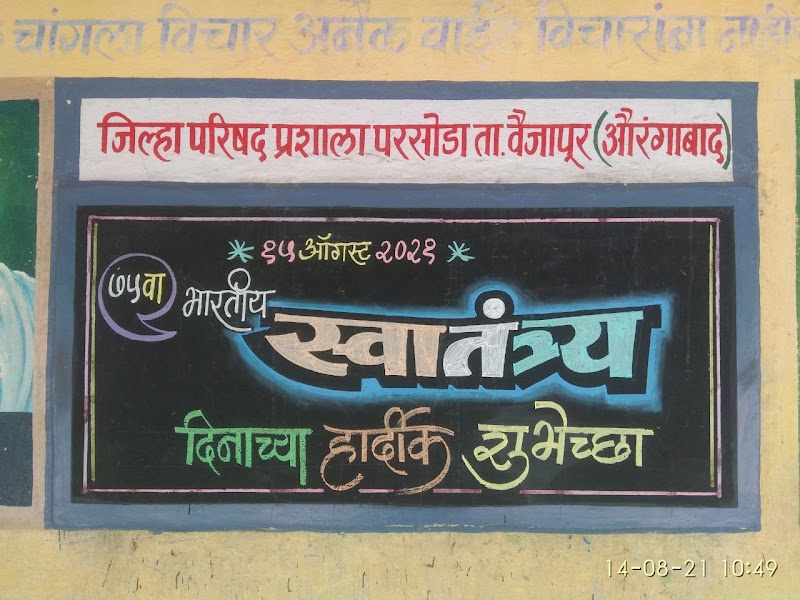 चांगला विचार अनेक वाईट विचारांना
जिल्हा परिषद प्रशाला परसोडा ता. वैजापूर (औरंगाबाद)
* १५ ऑगस्ट २०२१ *
७५वा भारतीय
स्वातंत्र्य
दिनाच्या हार्दीक शुभेच्छा
14-08-21 10:49